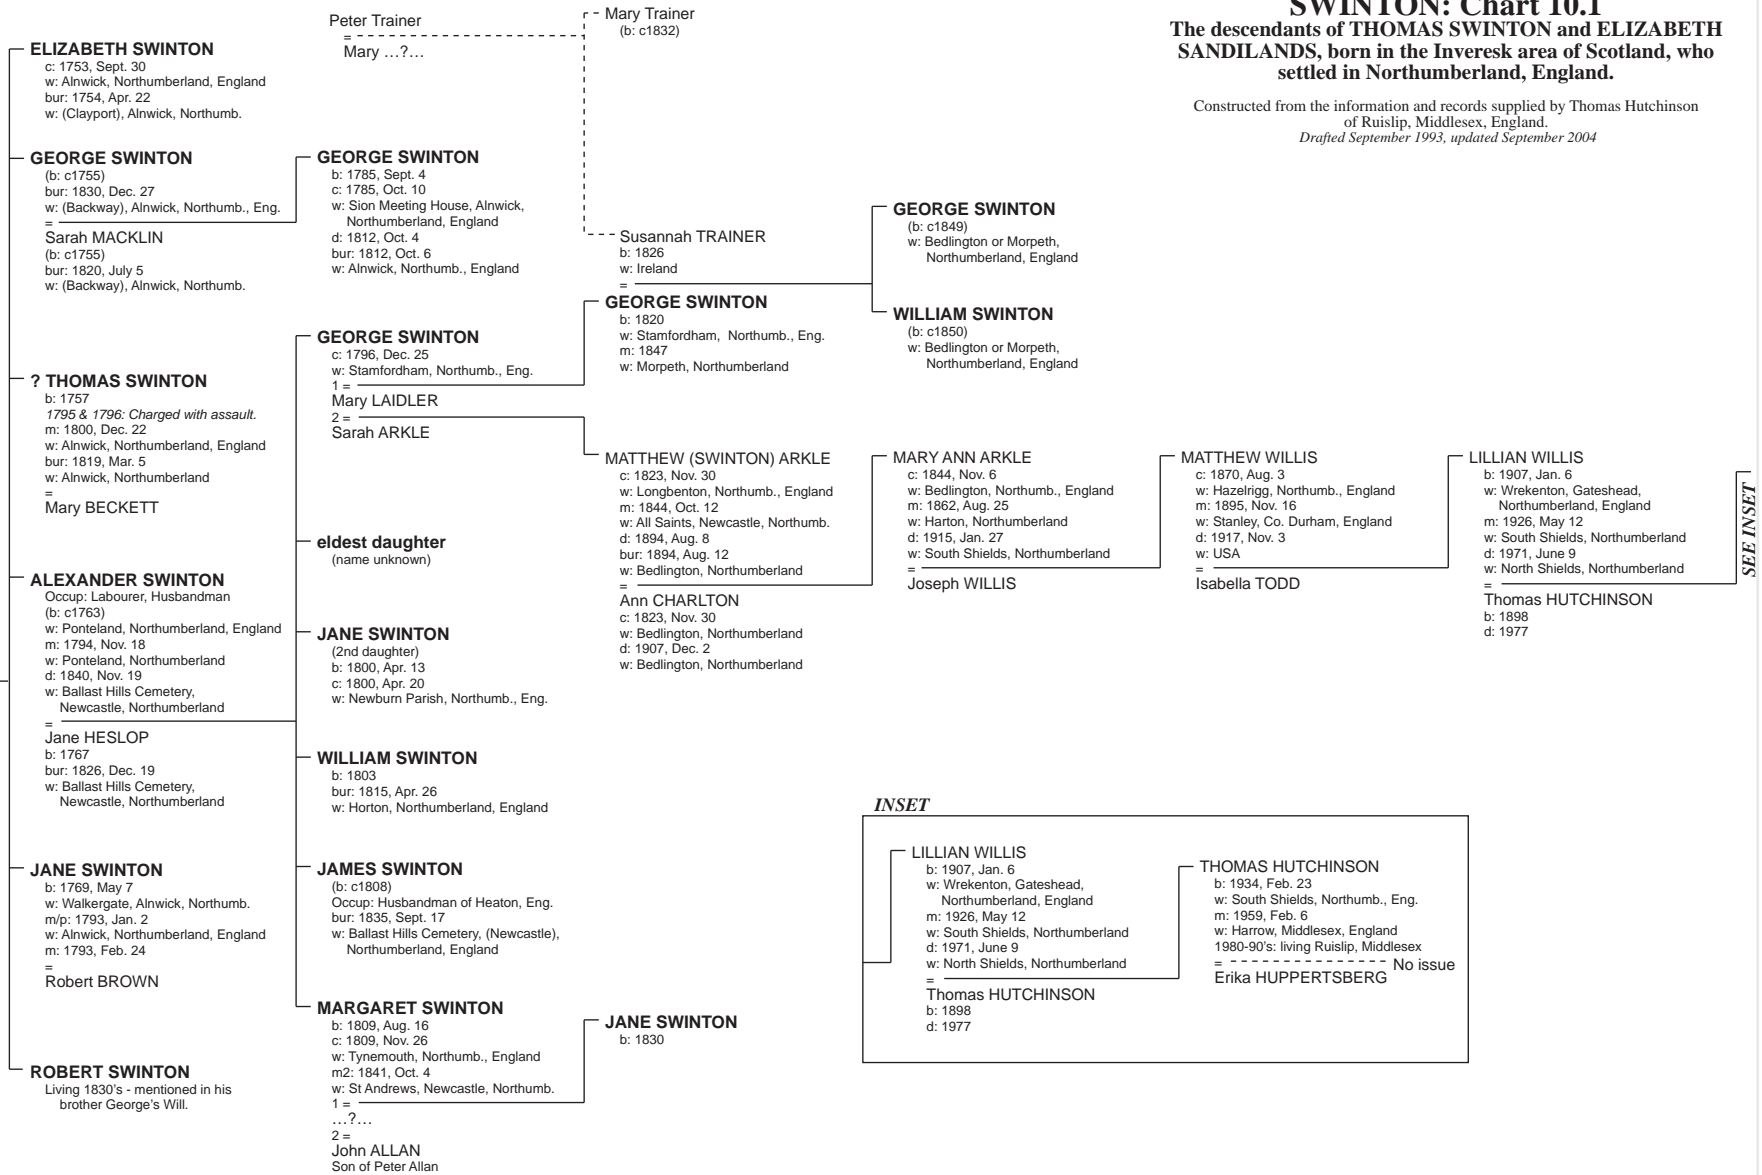 SWINTON: Chart 10.1
The descendants of THOMAS SWINTON and ELIZABETH
SANDILANDS, born in the Inveresk area of Scotland, who
settled in Northumberland, England.
Constructed from the information and records supplied by Thomas Hutchinson
of Ruislip, Middlesex, England.
Drafted September 1993, updated September 2004
ELIZABETH SWINTON
c: 1753, Sept. 30
w: Alnwick, Northumberland, England
bur: 1754, Apr. 22
w: (Clayport), Alnwick, Northumb.
GEORGE SWINTON
(b: c1755)
bur: 1830, Dec. 27
w: (Backway), Alnwick, Northumb., Eng.
=
Sarah MACKLIN
(b: c1755)
bur: 1820, July 5
w: (Backway), Alnwick, Northumb.
? THOMAS SWINTON
b: 1757
1795 & 1796: Charged with assault.
m: 1800, Dec. 22
w: Alnwick, Northumberland, England
bur: 1819, Mar. 5
w: Alnwick, Northumberland
=
Mary BECKETT
ALEXANDER SWINTON
Occup: Labourer, Husbandman
(b: c1763)
w: Ponteland, Northumberland, England
m: 1794, Nov. 18
w: Ponteland, Northumberland
d: 1840, Nov. 19
w: Ballast Hills Cemetery,
Newcastle, Northumberland
=
Jane HESLOP
b: 1767
bur: 1826, Dec. 19
w: Ballast Hills Cemetery,
Newcastle, Northumberland
JANE SWINTON
b: 1769, May 7
w: Walkergate, Alnwick, Northumb.
m/p: 1793, Jan. 2
w: Alnwick, Northumberland, England
m: 1793, Feb. 24
=
Robert BROWN
ROBERT SWINTON
Living 1830's - mentioned in his
brother George's Will.
Peter Trainer
=
Mary …?…
GEORGE SWINTON
b: 1785, Sept. 4
c: 1785, Oct. 10
w: Sion Meeting House, Alnwick,
Northumberland, England
d: 1812, Oct. 4
bur: 1812, Oct. 6
w: Alnwick, Northumb., England
GEORGE SWINTON
c: 1796, Dec. 25
w: Stamfordham, Northumb., Eng.
1 =
Mary LAIDLER
2 =
Sarah ARKLE
eldest daughter
(name unknown)
JANE SWINTON
(2nd daughter)
b: 1800, Apr. 13
c: 1800, Apr. 20
w: Newburn Parish, Northumb., Eng.
WILLIAM SWINTON
b: 1803
bur: 1815, Apr. 26
w: Horton, Northumberland, England
JAMES SWINTON
(b: c1808)
Occup: Husbandman of Heaton, Eng.
bur: 1835, Sept. 17
w: Ballast Hills Cemetery, (Newcastle),
Northumberland, England
MARGARET SWINTON
b: 1809, Aug. 16
c: 1809, Nov. 26
w: Tynemouth, Northumb., England
m2: 1841, Oct. 4
w: St Andrews, Newcastle, Northumb.
1 =
…?…
2 =
John ALLAN
Son of Peter Allan
Mary Trainer
(b: c1832)
Susannah TRAINER
b: 1826
w: Ireland
=
GEORGE SWINTON
b: 1820
w: Stamfordham, Northumb., Eng.
m: 1847
w: Morpeth, Northumberland
MATTHEW (SWINTON) ARKLE
c: 1823, Nov. 30
w: Longbenton, Northumb., England
m: 1844, Oct. 12
w: All Saints, Newcastle, Northumb.
d: 1894, Aug. 8
bur: 1894, Aug. 12
w: Bedlington, Northumberland
=
Ann CHARLTON
c: 1823, Nov. 30
w: Bedlington, Northumberland
d: 1907, Dec. 2
w: Bedlington, Northumberland
JANE SWINTON
b: 1830
GEORGE SWINTON
(b: c1849)
w: Bedlington or Morpeth,
Northumberland, England
WILLIAM SWINTON
(b: c1850)
w: Bedlington or Morpeth,
Northumberland, England
MARY ANN ARKLE
c: 1844, Nov. 6
w: Bedlington, Northumb., England
m: 1862, Aug. 25
w: Harton, Northumberland
d: 1915, Jan. 27
w: South Shields, Northumberland
=
Joseph WILLIS
MATTHEW WILLIS
c: 1870, Aug. 3
w: Hazelrigg, Northumb., England
m: 1895, Nov. 16
w: Stanley, Co. Durham, England
d: 1917, Nov. 3
w: USA
=
Isabella TODD
LILLIAN WILLIS
b: 1907, Jan. 6
w: Wrekenton, Gateshead,
Northumberland, England
m: 1926, May 12
w: South Shields, Northumberland
d: 1971, June 9
w: North Shields, Northumberland
=
Thomas HUTCHINSON
b: 1898
d: 1977
SEE INSET
INSET
LILLIAN WILLIS
b: 1907, Jan. 6
w: Wrekenton, Gateshead,
Northumberland, England
m: 1926, May 12
w: South Shields, Northumberland
d: 1971, June 9
w: North Shields, Northumberland
=
Thomas HUTCHINSON
b: 1898
d: 1977
THOMAS HUTCHINSON
b: 1934, Feb. 23
w: South Shields, Northumb., Eng.
m: 1959, Feb. 6
w: Harrow, Middlesex, England
1980-90's: living Ruislip, Middlesex
= No issue
Erika HUPPERTSBERG